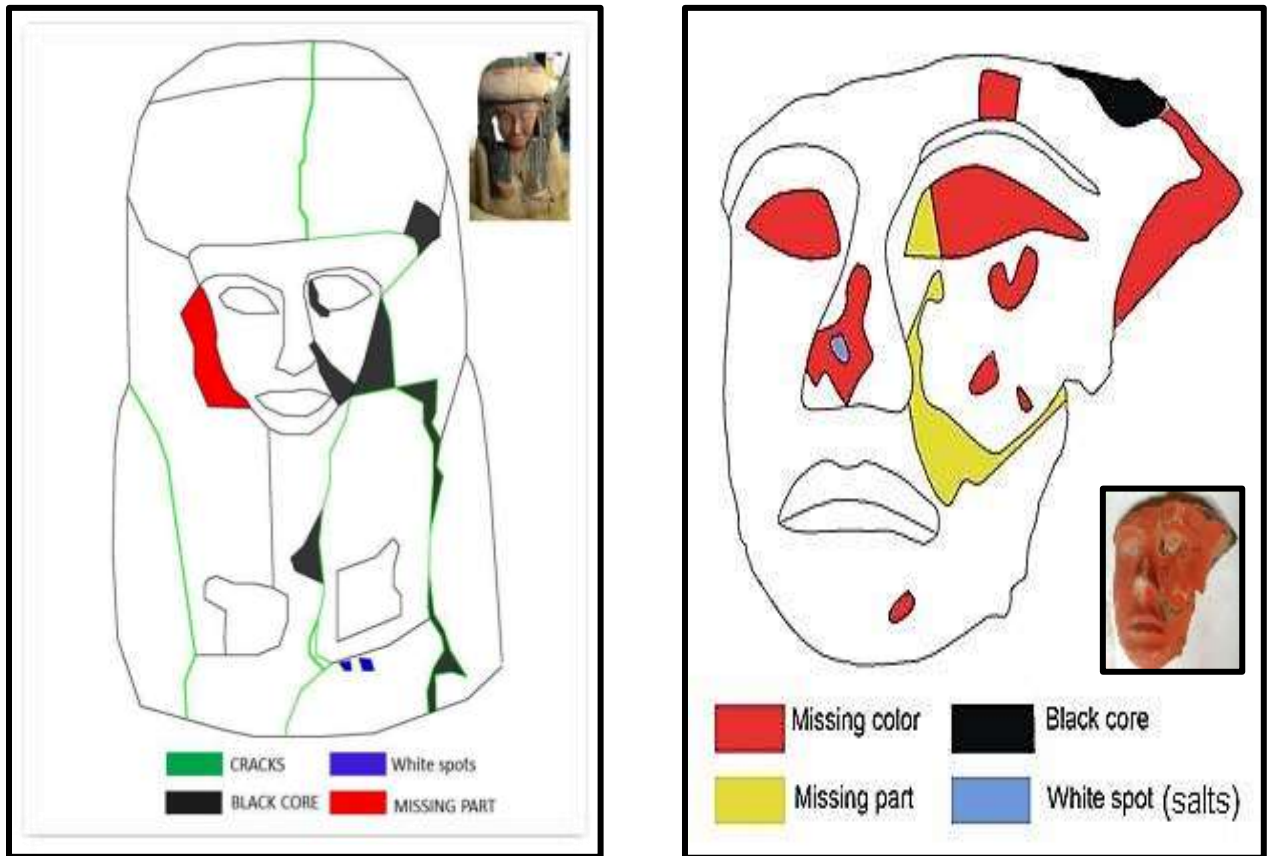 CRACKS White spots
BLACK CORE MISSING PART
Missing color Black core
Missing part White spot (salts)